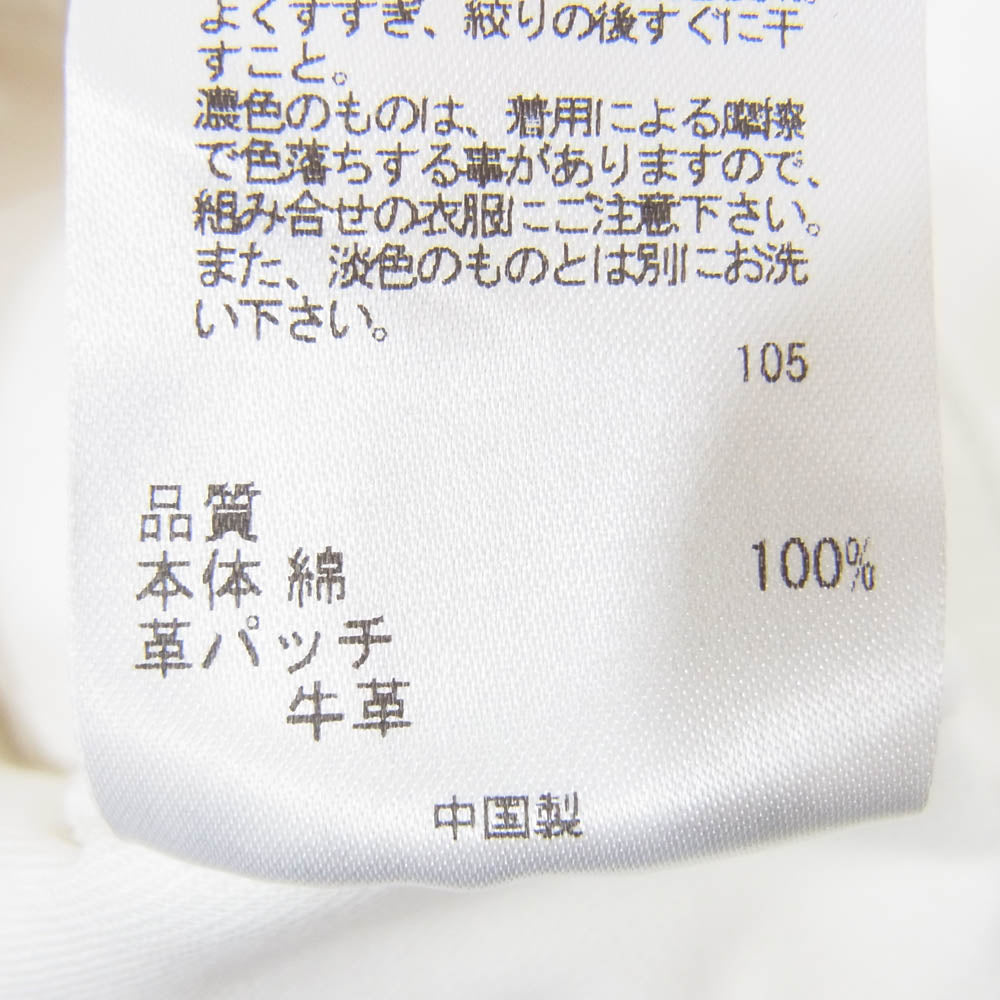 よくすすぎ、絞りの後すぐに干
すこと。
濃色のものは、着用による摩擦
で色落ちする事がありますので、
組み合せの衣服にご注意下さい。
また、淡色のものとは別にお洗
い下さい。
105
品質
本体 綿 100%
革パッチ
牛革
中国製